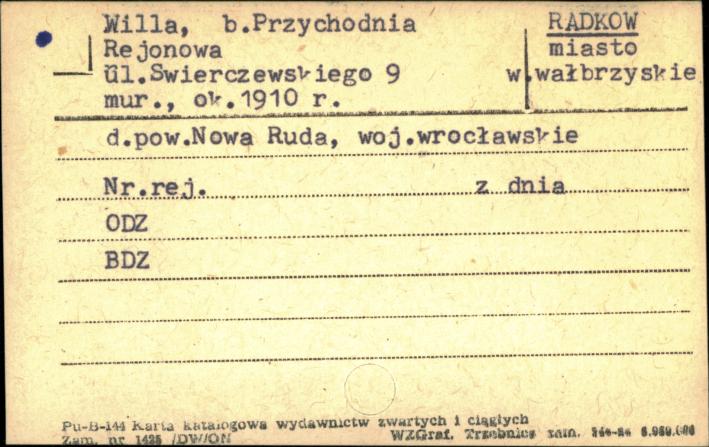 Willa, b.Przychodnia
Rejonowa
ul.Swierczewskiego 9
mur., ok.1910 r.
RADKOW
miasto
w.wałbrzyskie
d.pow.Nowa Ruda, woj.wrocławskie
Nr.rej. z dnia
ODZ
BDZ
Pu-B-144 Karta katalogowa wydawnictw zwartych i ciągłych
Zam. nr 1425 /DW/ON WZGraf. Trzebnica zam.